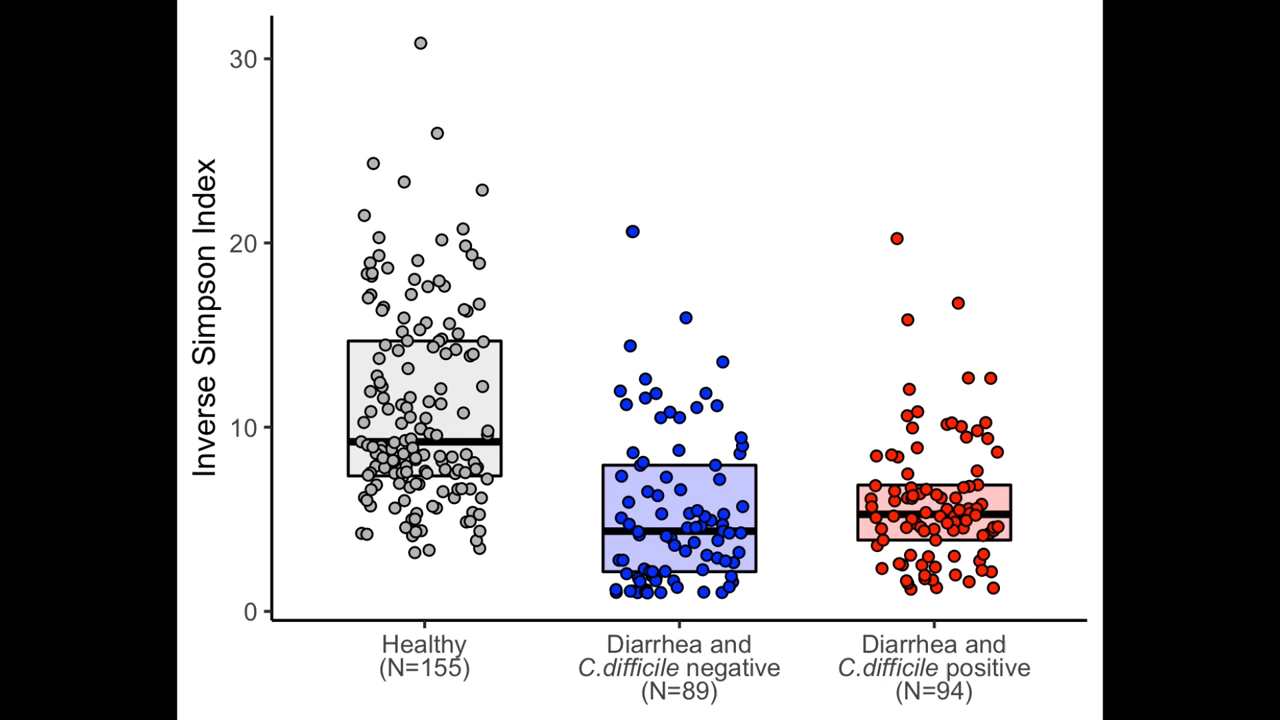 Inverse Simpson Index
30
20
10
0
Healthy
(N=155)
Diarrhea and
C.difficile negative
(N=89)
Diarrhea and
C.difficile positive
(N=94)